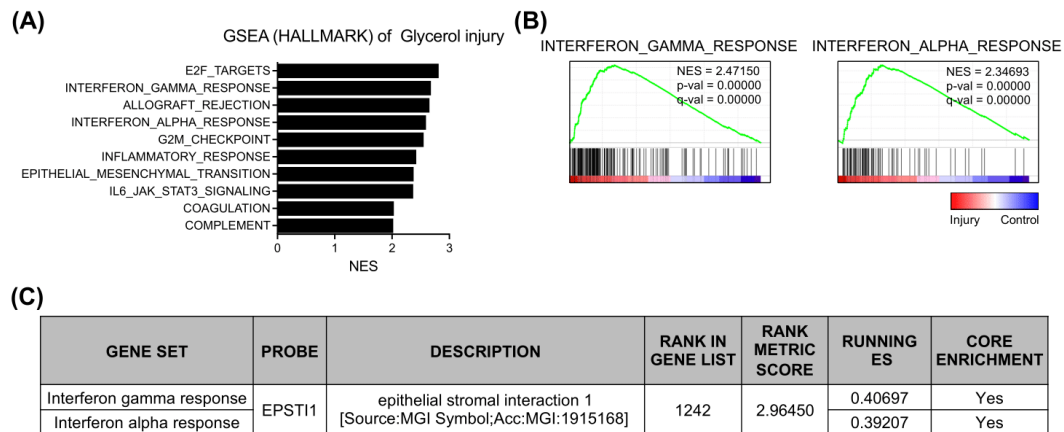 (A)
GSEA (HALLMARK) of Glycerol injury
E2F_TARGETS
INTERFERON_GAMMA_RESPONSE
ALLOGRAFT_REJECTION
INTERFERON_ALPHA_RESPONSE
G2M_CHECKPOINT
INFLAMMATORY_RESPONSE
EPITHELIAL_MESENCHYMAL_TRANSITION
IL6_JAK_STAT3_SIGNALING
COAGULATION
COMPLEMENT
0 1 2 3
NES
(B)
INTERFERON_GAMMA_RESPONSE
NES = 2.47150
p-val = 0.00000
q-val = 0.00000
INTERFERON_ALPHA_RESPONSE
NES = 2.34693
p-val = 0.00000
q-val = 0.00000
Injury Control
(C)
GENE SET PROBE DESCRIPTION RANK IN GENE LIST RANK METRIC SCORE RUNNING ES CORE ENRICHMENT
Interferon gamma response 0.40697 Yes
EPSTI1 epithelial stromal interaction 1 1242 2.96450
[Source:MGI Symbol;Acc:MGI:1915168]
Interferon alpha response 0.39207 Yes